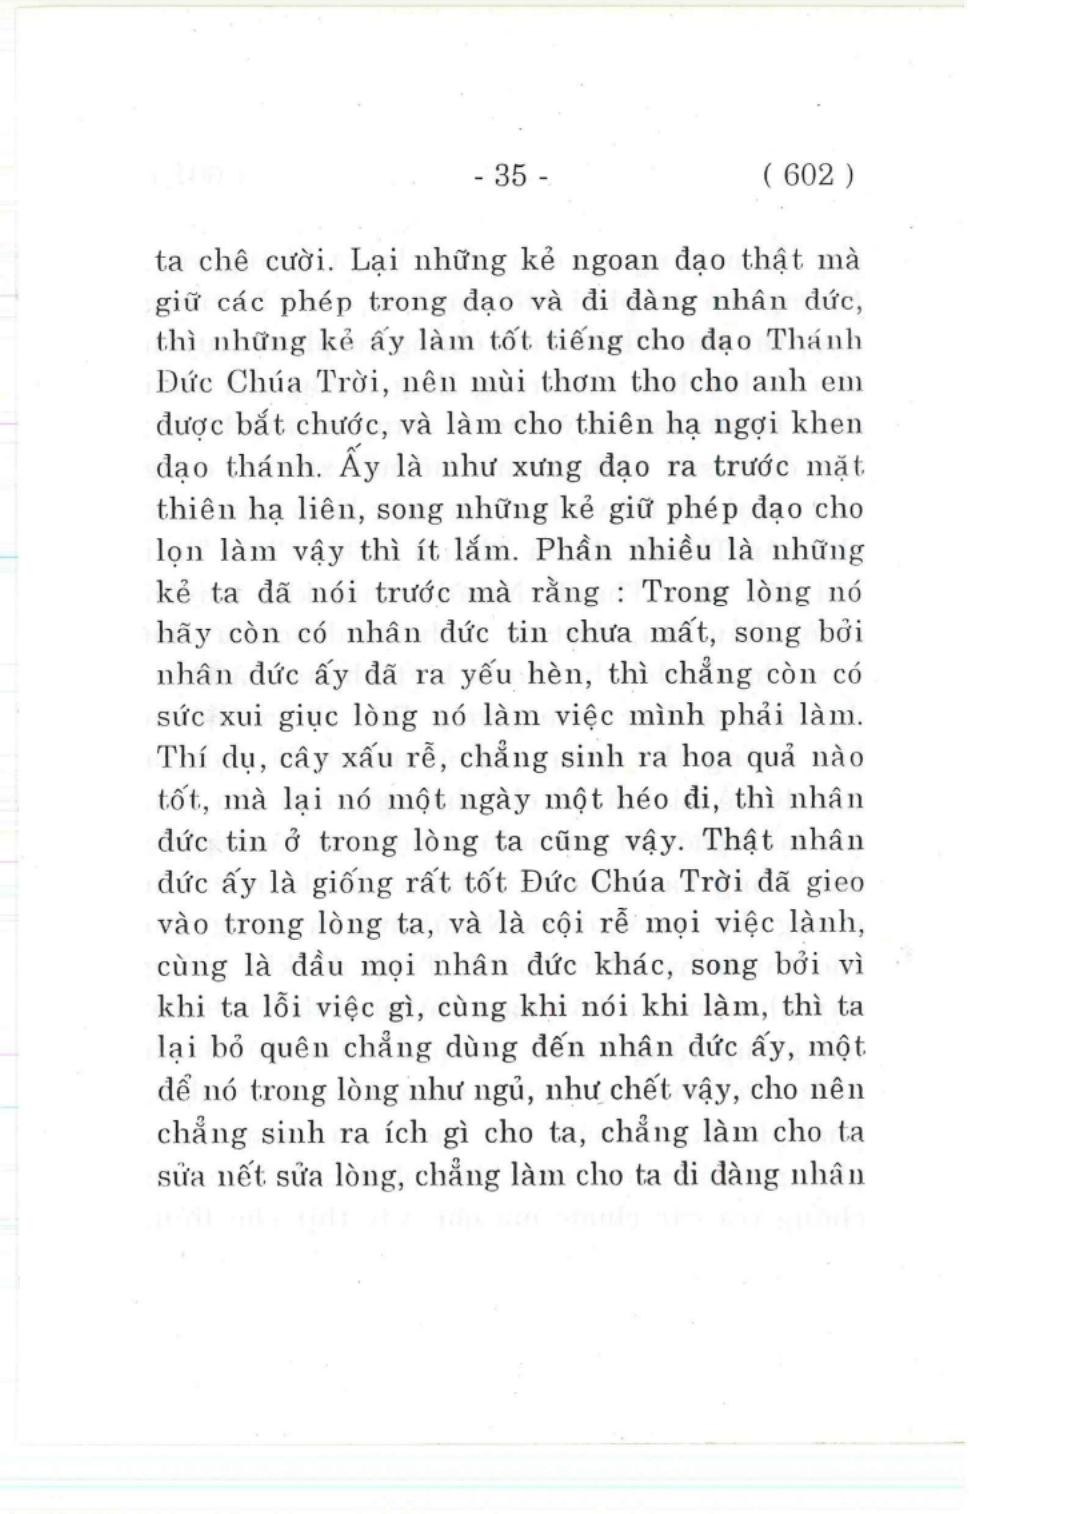 - 35 - ( 602 )
ta chê cười. Lại những kẻ ngoan đạo thật mà
giữ các phép trong đạo và đi đàng nhân đức,
thì những kẻ ấy làm tốt tiếng cho đạo Thánh
Đức Chúa Trời, nên mùi thơm tho cho anh em
được bắt chước, và làm cho thiên hạ ngợi khen
đạo thánh. Ấy là như xưng đạo ra trước mặt
thiên hạ liên, song những kẻ giữ phép đạo cho
lọn làm vậy thì ít lắm. Phần nhiều là những
kẻ ta đã nói trước mà rằng : Trong lòng nó
hãy còn có nhân đức tin chưa mất, song bởi
nhân đức ấy đã ra yếu hèn, thì chẳng còn có
sức xui giục lòng nó làm việc mình phải làm.
Thí dụ, cây xấu rễ, chẳng sinh ra hoa quả nào
tốt, mà lại nó một ngày một héo đi, thì nhân
đức tin ở trong lòng ta cũng vậy. Thật nhân
đức ấy là giống rất tốt Đức Chúa Trời đã gieo
vào trong lòng ta, và là cội rễ mọi việc lành,
cùng là đầu mọi nhân đức khác, song bởi vì
khi ta lỗi việc gì, cùng khi nói khi làm, thì ta
lại bỏ quên chẳng dùng đến nhân đức ấy, một
để nó trong lòng như ngủ, như chết vậy, cho nên
chẳng sinh ra ích gì cho ta, chẳng làm cho ta
sửa nết sửa lòng, chẳng làm cho ta đi đàng nhân